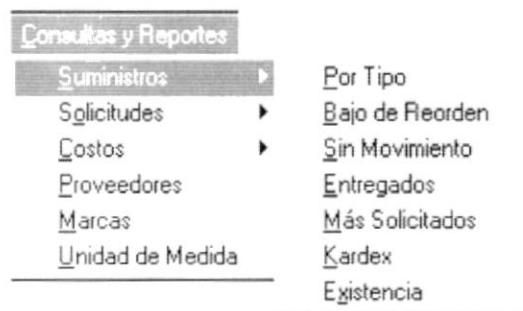 Consultas y Reportes
Suministros
Solicitudes
Costos
Proveedores
Marcas
Unidad de Medida
Por Tipo
Bajo de Reorden
Sin Movimiento
Entregados
Más Solicitados
Kardex
Existencia